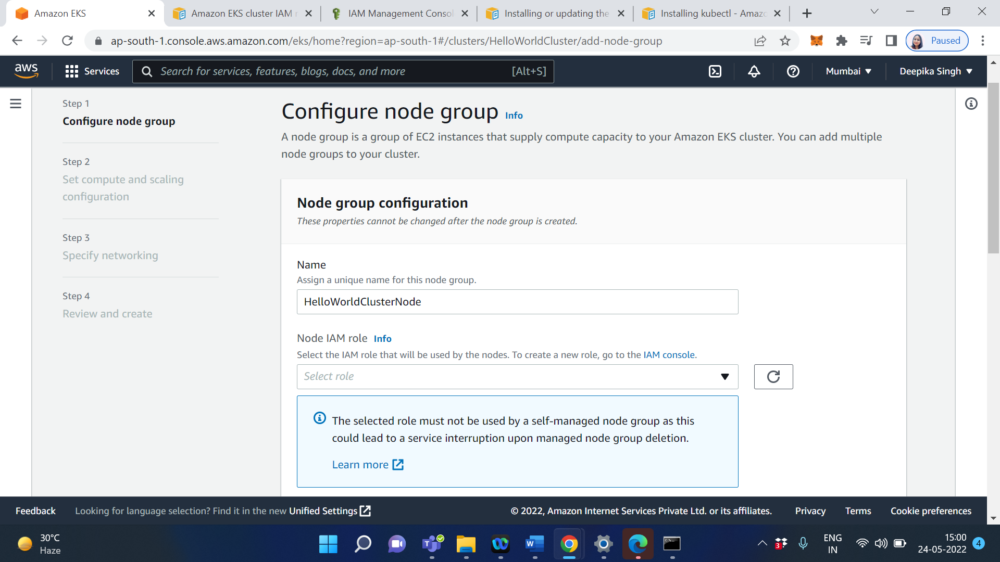 Amazon EKS
Amazon EKS cluster IAM r
IAM Management Consol
Installing or updating the
Installing kubectl - Amazo
ap-south-1.console.aws.amazon.com/eks/home?region=ap-south-1#/clusters/HelloWorldCluster/add-node-group
Paused
aws
Services
Search for services, features, blogs, docs, and more
[Alt+S]
Mumbai
Deepika Singh
Step 1
Configure node group
Step 2
Set compute and scaling
configuration
Step 3
Specify networking
Step 4
Review and create
Configure node group Info
A node group is a group of EC2 instances that supply compute capacity to your Amazon EKS cluster. You can add multiple
node groups to your cluster.
Node group configuration
These properties cannot be changed after the node group is created.
Name
Assign a unique name for this node group.
HelloWorldClusterNode
Node IAM role Info
Select the IAM role that will be used by the nodes. To create a new role, go to the IAM console.
Select role
The selected role must not be used by a self-managed node group as this
could lead to a service interruption upon managed node group deletion.
Learn more
Feedback
Looking for language selection? Find it in the new Unified Settings
© 2022, Amazon Internet Services Private Ltd. or its affiliates.
Privacy
Terms
Cookie preferences
30°C
Haze
T
W
3
ENG
IN
15:00
24-05-2022
4